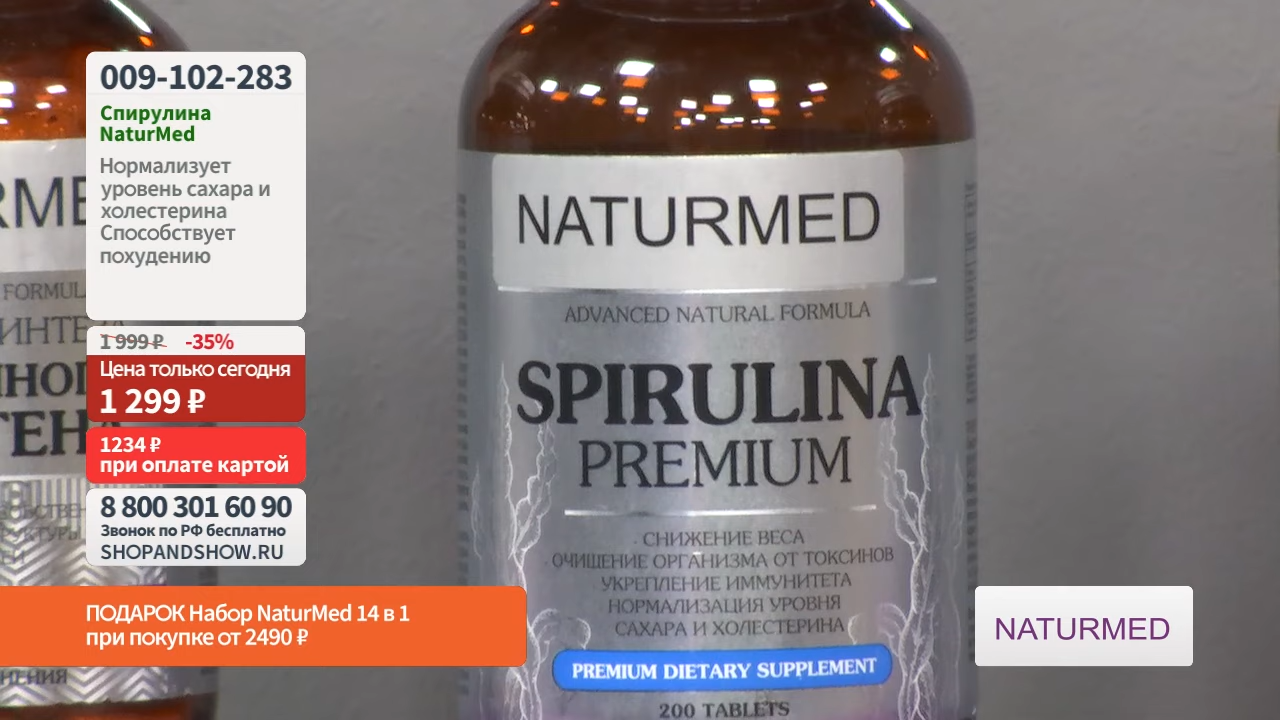 009-102-283
Спирулина
NaturMed
Нормализует
уровень сахара и
холестерина
Способствует
похудению
1 999 ₽ -35%
Цена только сегодня
1 299 ₽
1234 ₽
при оплате картой
8 800 301 60 90
Звонок по РФ бесплатно
SHOPANDSHOW.RU
ПОДАРОК Набор NaturMed 14 в 1
при покупке от 2490 ₽
NATURMED
ADVANCED NATURAL FORMULA
SPIRULINA
PREMIUM
· СНИЖЕНИЕ ВЕСА
· ОЧИЩЕНИЕ ОРГАНИЗМА ОТ ТОКСИНОВ
УКРЕПЛЕНИЕ ИММУНИТЕТА
НОРМАЛИЗАЦИЯ УРОВНЯ
САХАРА И ХОЛЕСТЕРИНА
PREMIUM DIETARY SUPPLEMENT
200 TABLETS
NATURMED